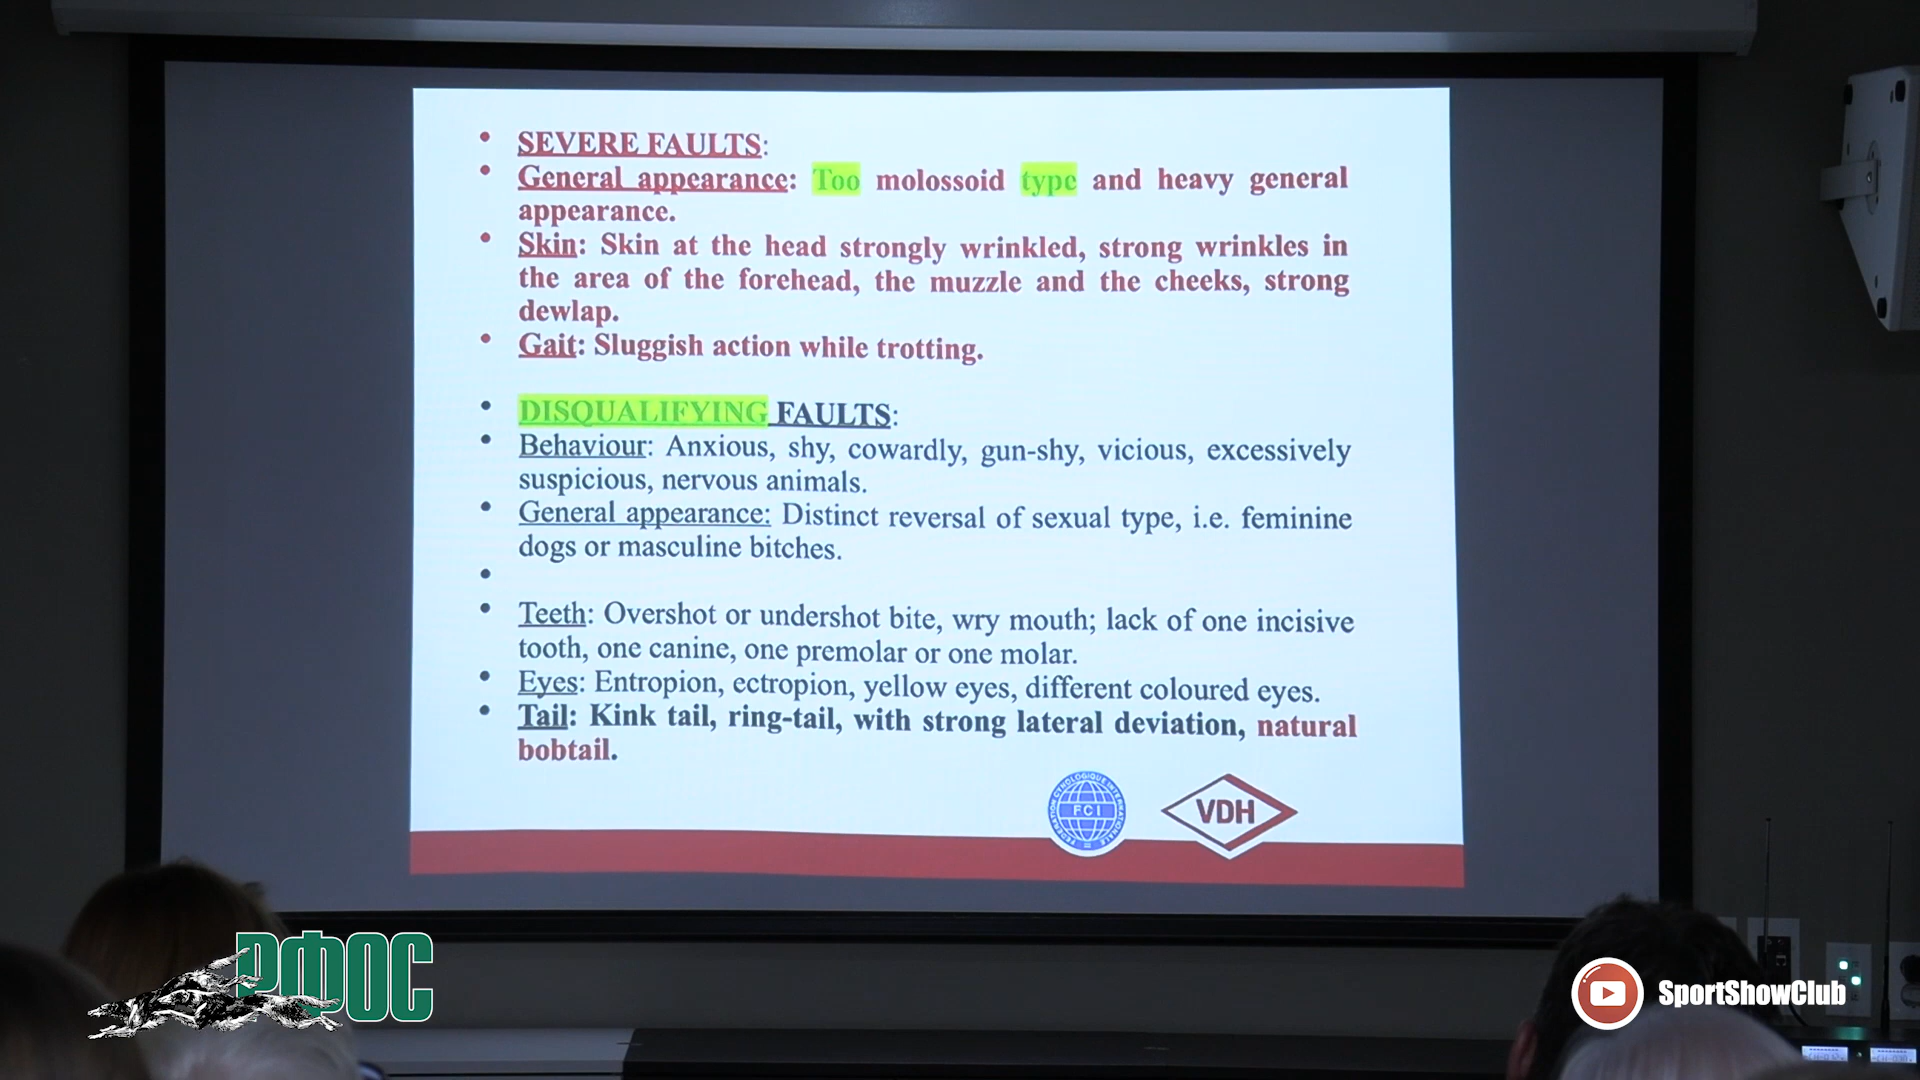 • SEVERE FAULTS:
• General appearance: Too molossoid type and heavy general
appearance.
• Skin: Skin at the head strongly wrinkled, strong wrinkles in
the area of the forehead, the muzzle and the cheeks, strong
dewlap.
• Gait: Sluggish action while trotting.
• DISQUALIFYING FAULTS:
• Behaviour: Anxious, shy, cowardly, gun-shy, vicious, excessively
suspicious, nervous animals.
• General appearance: Distinct reversal of sexual type, i.e. feminine
dogs or masculine bitches.
•
• Teeth: Overshot or undershot bite, wry mouth; lack of one incisive
tooth, one canine, one premolar or one molar.
• Eyes: Entropion, ectropion, yellow eyes, different coloured eyes.
• Tail: Kink tail, ring-tail, with strong lateral deviation, natural
bobtail.
FEDERATION CYNOLOGIQUE INTERNATIONALE
FCI
VDH
РФОС
SportShowClub